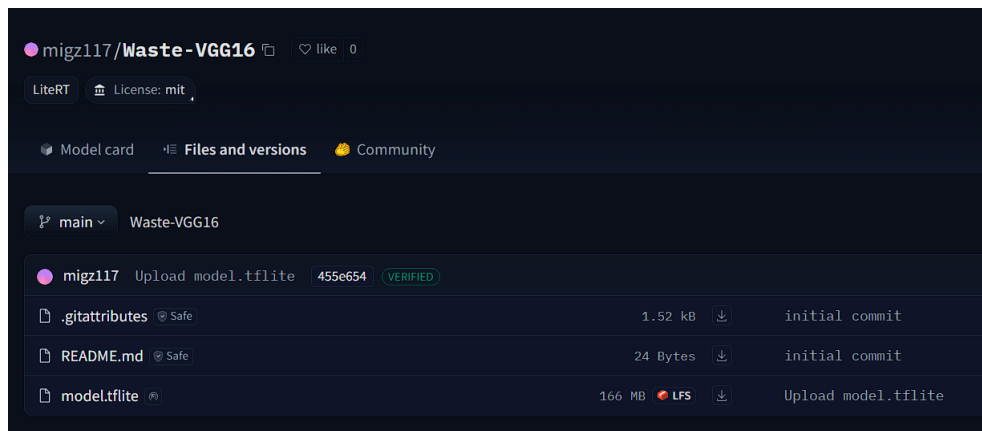 migz117/Waste-VGG16 like 0
LiteRT License: mit
Model card Files and versions Community
main Waste-VGG16
migz117 Upload model.tflite 455e654 VERIFIED
.gitattributes Safe 1.52 kB initial commit
README.md Safe 24 Bytes initial commit
model.tflite 166 MB LFS Upload model.tflite